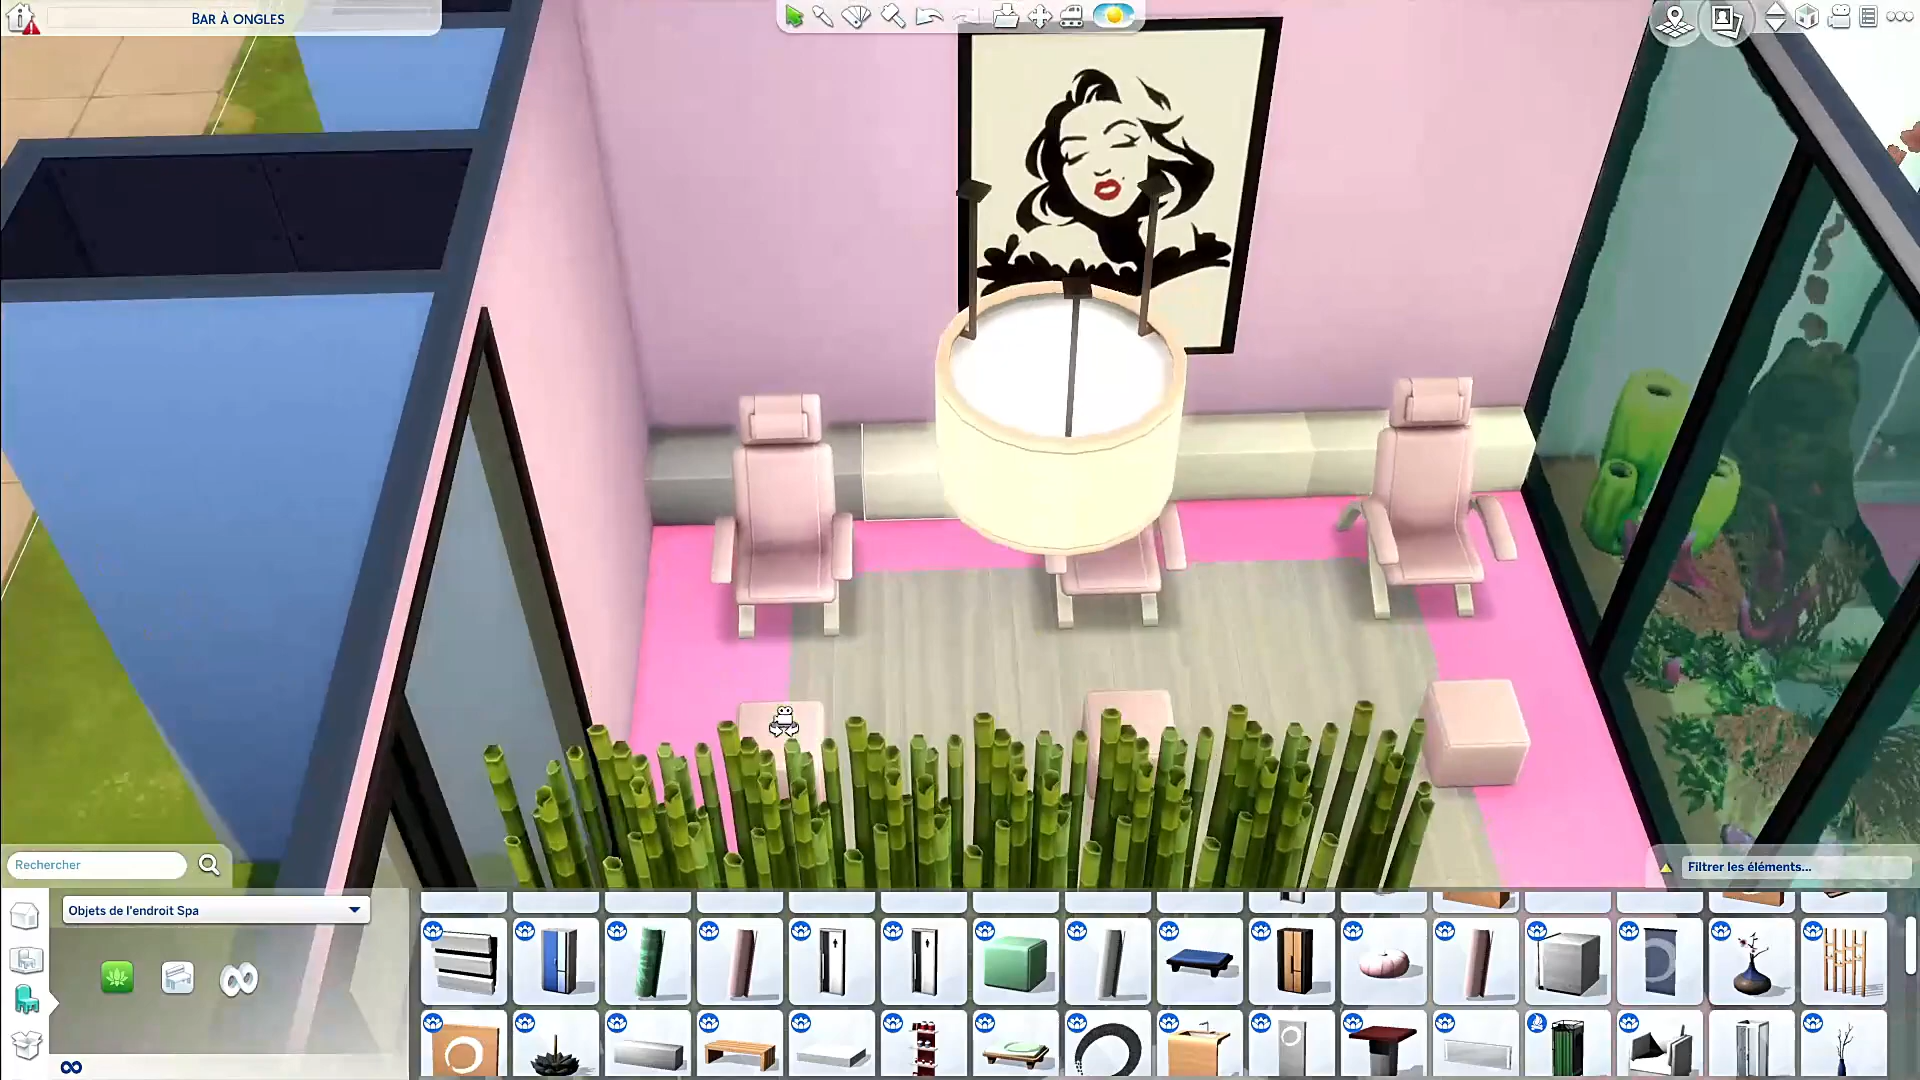 BAR À ONGLES
Rechercher
Filtrer les éléments...
Objets de l'endroit Spa